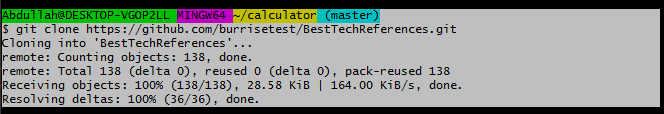 Abdullah@DESKTOP-VGOP2LL MINGW64 ~/calculator (master)
$ git clone https://github.com/burrisetest/BestTechReferences.git
Cloning into 'BestTechReferences'...
remote: Counting objects: 138, done.
remote: Total 138 (delta 0), reused 0 (delta 0), pack-reused 138
Receiving objects: 100% (138/138), 28.58 KiB | 164.00 KiB/s, done.
Resolving deltas: 100% (36/36), done.